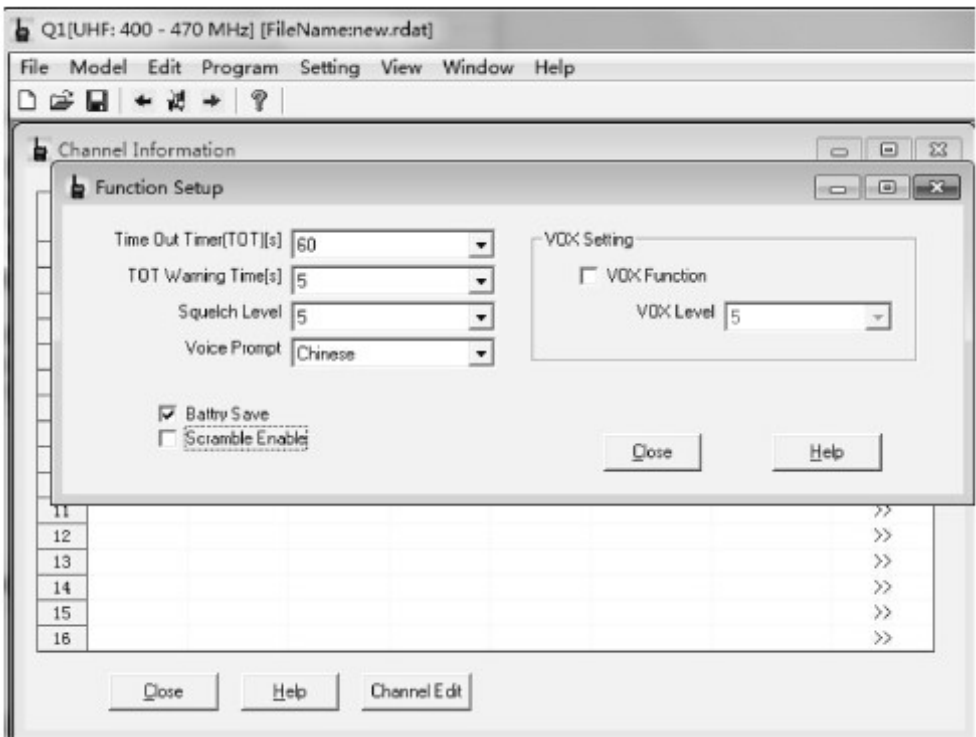 Q1[UHF: 400 - 470 MHz] [FileName:new.rdat]
File Model Edit Program Setting View Window Help
Channel Information
Function Setup
Time Out Timer(TOT)[s] 60
TOT Warning Time[s] 5
Squelch Level 5
Voice Prompt Chinese
Battry Save
Scramble Enable
VOX Setting
VOX Function
VOX Level 5
Close Help
11 >>
12 >>
13 >>
14 >>
15 >>
16 >>
Close Help Channel Edit